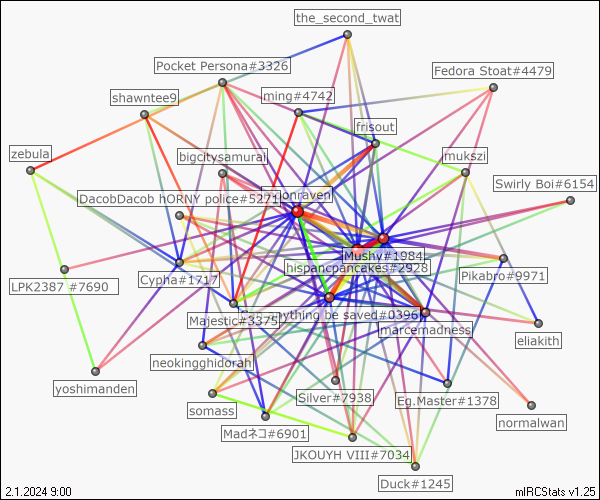 the_second_twat
Pocket Persona#3326
Fedora Stoat#4479
shawntee9
ming#4742
frisout
zebula
bigcitysamurai
mukszi
Swirly Boi#6154
DacobDacob hORNY police#5271
lonraven
Mushy#1984
hispancpancakes#2928
Pikabro#9971
Cypha#1717
LPK2387 #7690
Majestic#3375
ything be saved#0396
marcemadness
eliakith
neokingghidorah
yoshimanden
Silver#7938
Eg.Master#1378
somass
normalwan
Madネコ#6901
JKOUYH VIII#7034
Duck#1245
2.1.2024 9:00
mIRCStats v1.25